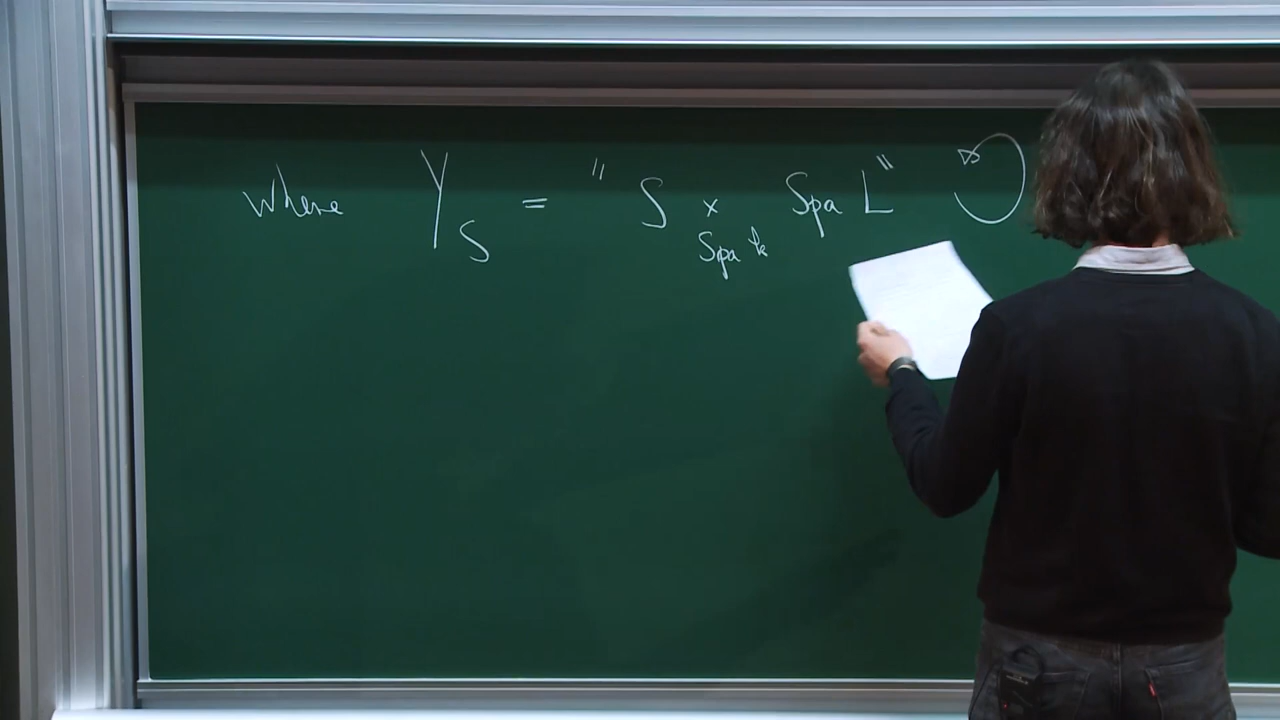 where Y_S = " S × Spa L "
Spa k